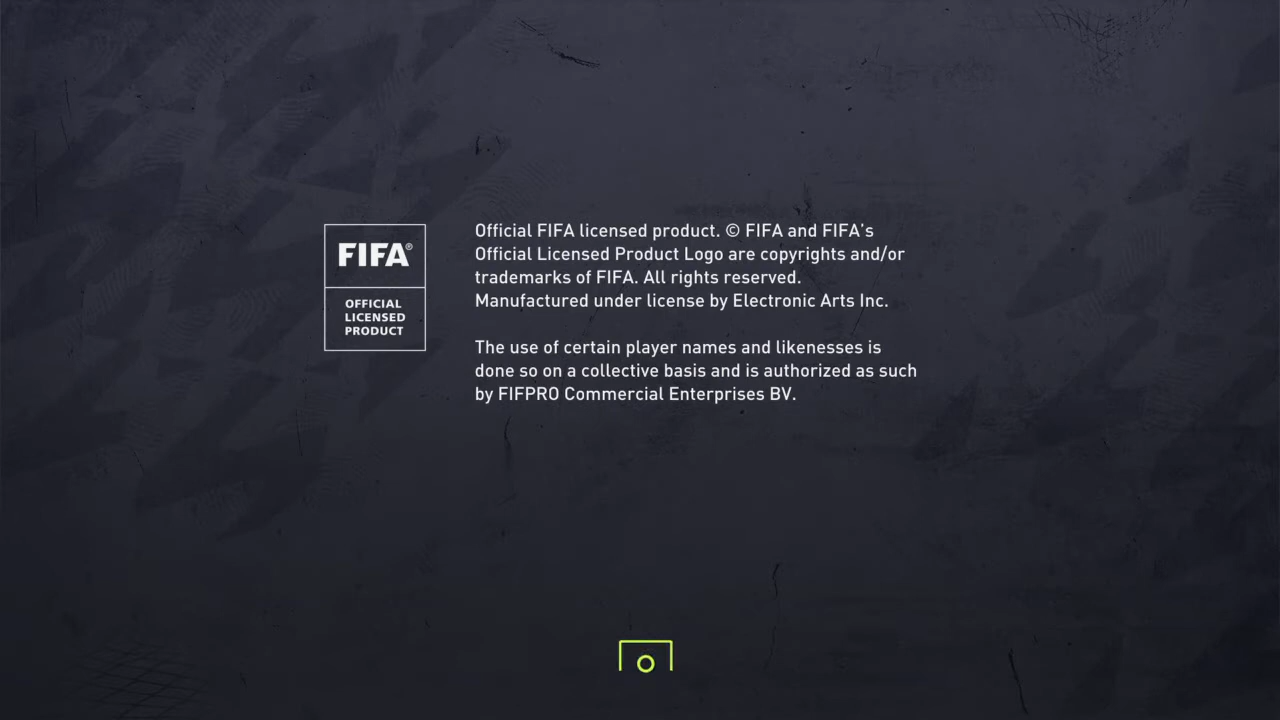 FIFA®
OFFICIAL
LICENSED
PRODUCT
Official FIFA licensed product. © FIFA and FIFA's
Official Licensed Product Logo are copyrights and/or
trademarks of FIFA. All rights reserved.
Manufactured under license by Electronic Arts Inc.
The use of certain player names and likenesses is
done so on a collective basis and is authorized as such
by FIFPRO Commercial Enterprises BV.